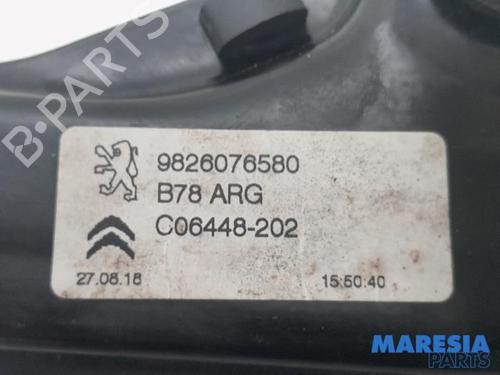 B-PARTS
9826076580
B78 ARG
C06448-202
27.08.18
15:50:40
MARESIA
PARTS